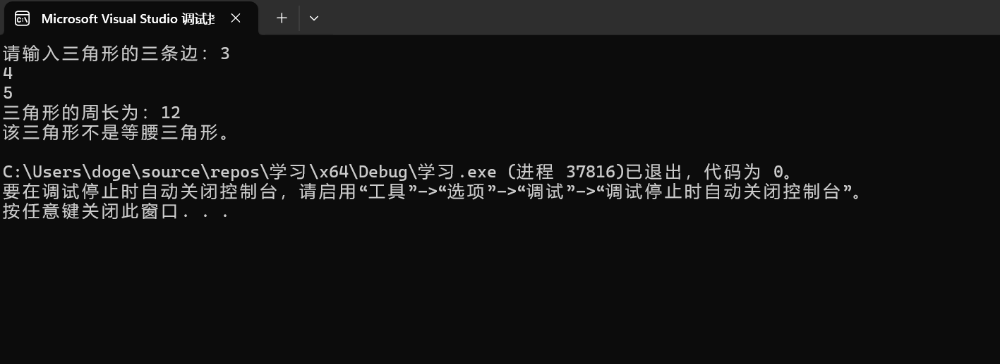 Microsoft Visual Studio 调试
请输入三角形的三条边：3
4
5
三角形的周长为：12
该三角形不是等腰三角形。
C:\Users\doge\source\repos\学习\x64\Debug\学习.exe (进程 37816)已退出，代码为 0。
要在调试停止时自动关闭控制台，请启用“工具”->“选项”->“调试”->“调试停止时自动关闭控制台”。
按任意键关闭此窗口. . .